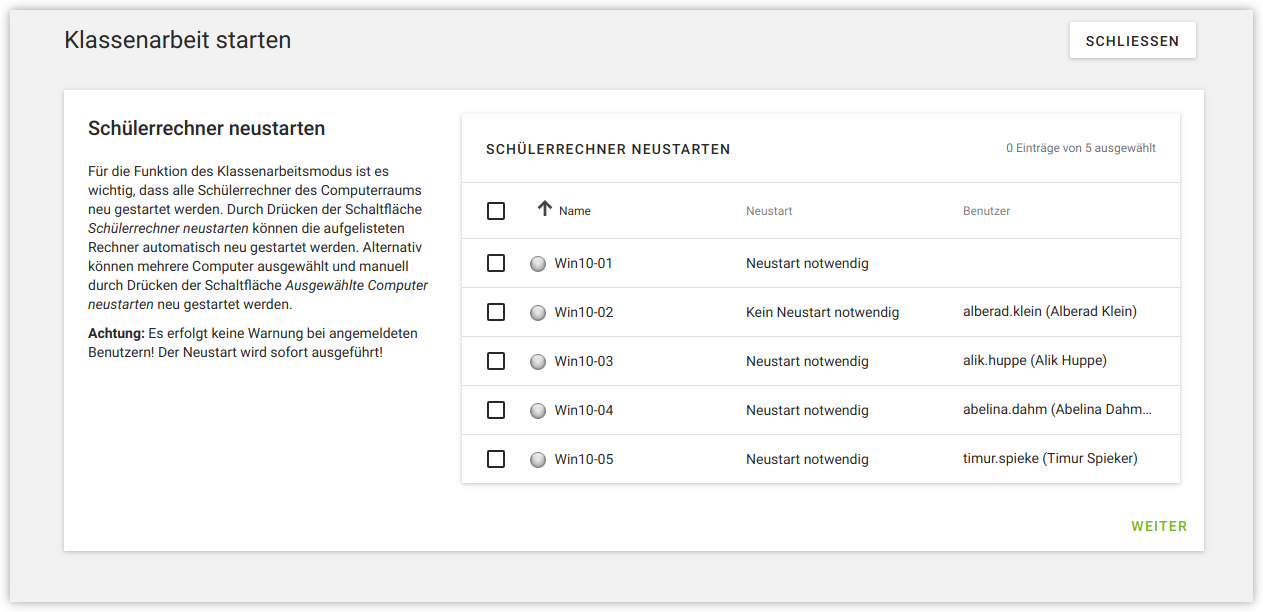 Klassenarbeit starten
SCHLIESSEN
Schülerrechner neustarten
Für die Funktion des Klassenarbeitsmodus ist es
wichtig, dass alle Schülerrechner des Computerraums
neu gestartet werden. Durch Drücken der Schaltfläche
Schülerrechner neustarten können die aufgelisteten
Rechner automatisch neu gestartet werden. Alternativ
können mehrere Computer ausgewählt und manuell
durch Drücken der Schaltfläche Ausgewählte Computer
neustarten neu gestartet werden.
Achtung: Es erfolgt keine Warnung bei angemeldeten
Benutzern! Der Neustart wird sofort ausgeführt!
SCHÜLERRECHNER NEUSTARTEN
0 Einträge von 5 ausgewählt
Name Neustart Benutzer
Win10-01 Neustart notwendig
Win10-02 Kein Neustart notwendig alberad.klein (Alberad Klein)
Win10-03 Neustart notwendig alik.huppe (Alik Huppe)
Win10-04 Neustart notwendig abelina.dahm (Abelina Dahm...
Win10-05 Neustart notwendig timur.spieke (Timur Spieker)
WEITER